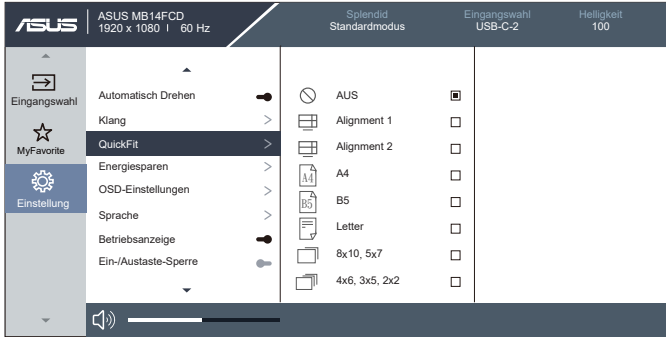 ASUS
ASUS MB14FCD
1920 x 1080 I 60 Hz
Splendid
Standardmodus
Eingangswahl
USB-C-2
Helligkeit
100
Eingangswahl
MyFavorite
Einstellung
Automatisch Drehen
Klang
QuickFit
Energiesparen
OSD-Einstellungen
Sprache
Betriebsanzeige
Ein-/Austaste-Sperre
AUS
Alignment 1
Alignment 2
A4 A4
B5 B5
Letter
8x10, 5x7
4x6, 3x5, 2x2